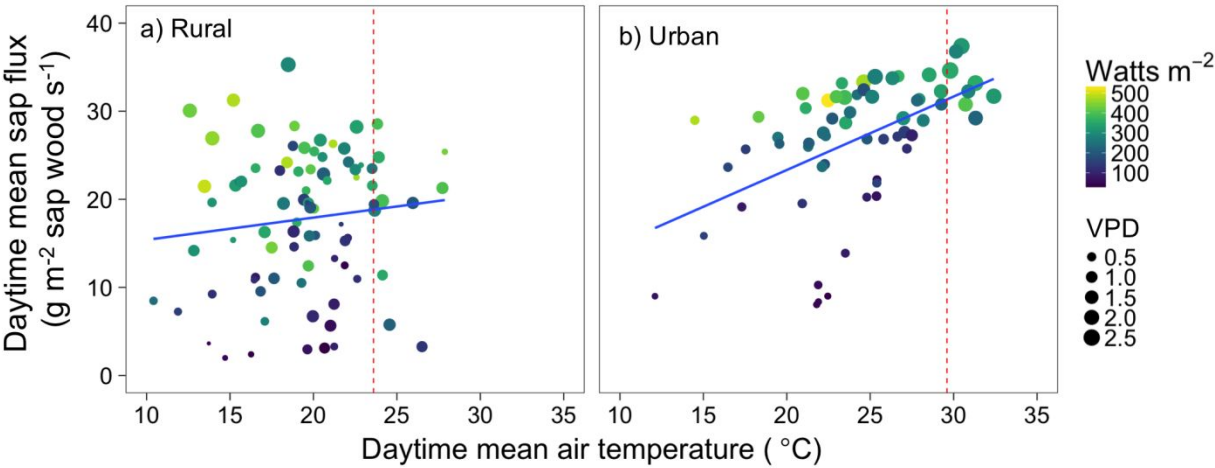 a) Rural
b) Urban
Daytime mean sap flux
(g m⁻² sap wood s⁻¹)
40
30
20
10
0
10 15 20 25 30 35
10 15 20 25 30 35
Daytime mean air temperature ( °C)
Watts m⁻²
500
400
300
200
100
VPD
0.5
1.0
1.5
2.0
2.5